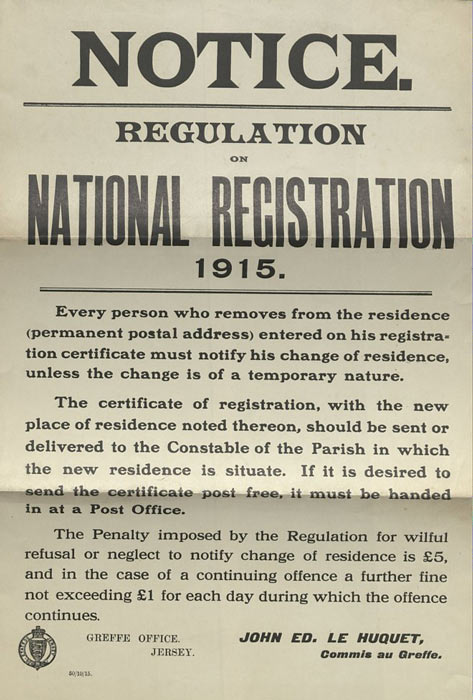 NOTICE.
REGULATION
ON
NATIONAL REGISTRATION
1915.
Every person who removes from the residence
(permanent postal address) entered on his registra-
tion certificate must notify his change of residence,
unless the change is of a temporary nature.
The certificate of registration, with the new
place of residence noted thereon, should be sent or
delivered to the Constable of the Parish in which
the new residence is situate. If it is desired to
send the certificate post free, it must be handed
in at a Post Office.
The Penalty imposed by the Regulation for wilful
refusal or neglect to notify change of residence is £5,
and in the case of a continuing offence a further fine
not exceeding £1 for each day during which the offence
continues.
GREFFE OFFICE.
JERSEY.
JOHN ED. LE HUQUET,
Commis au Greffe.
50/10/15.